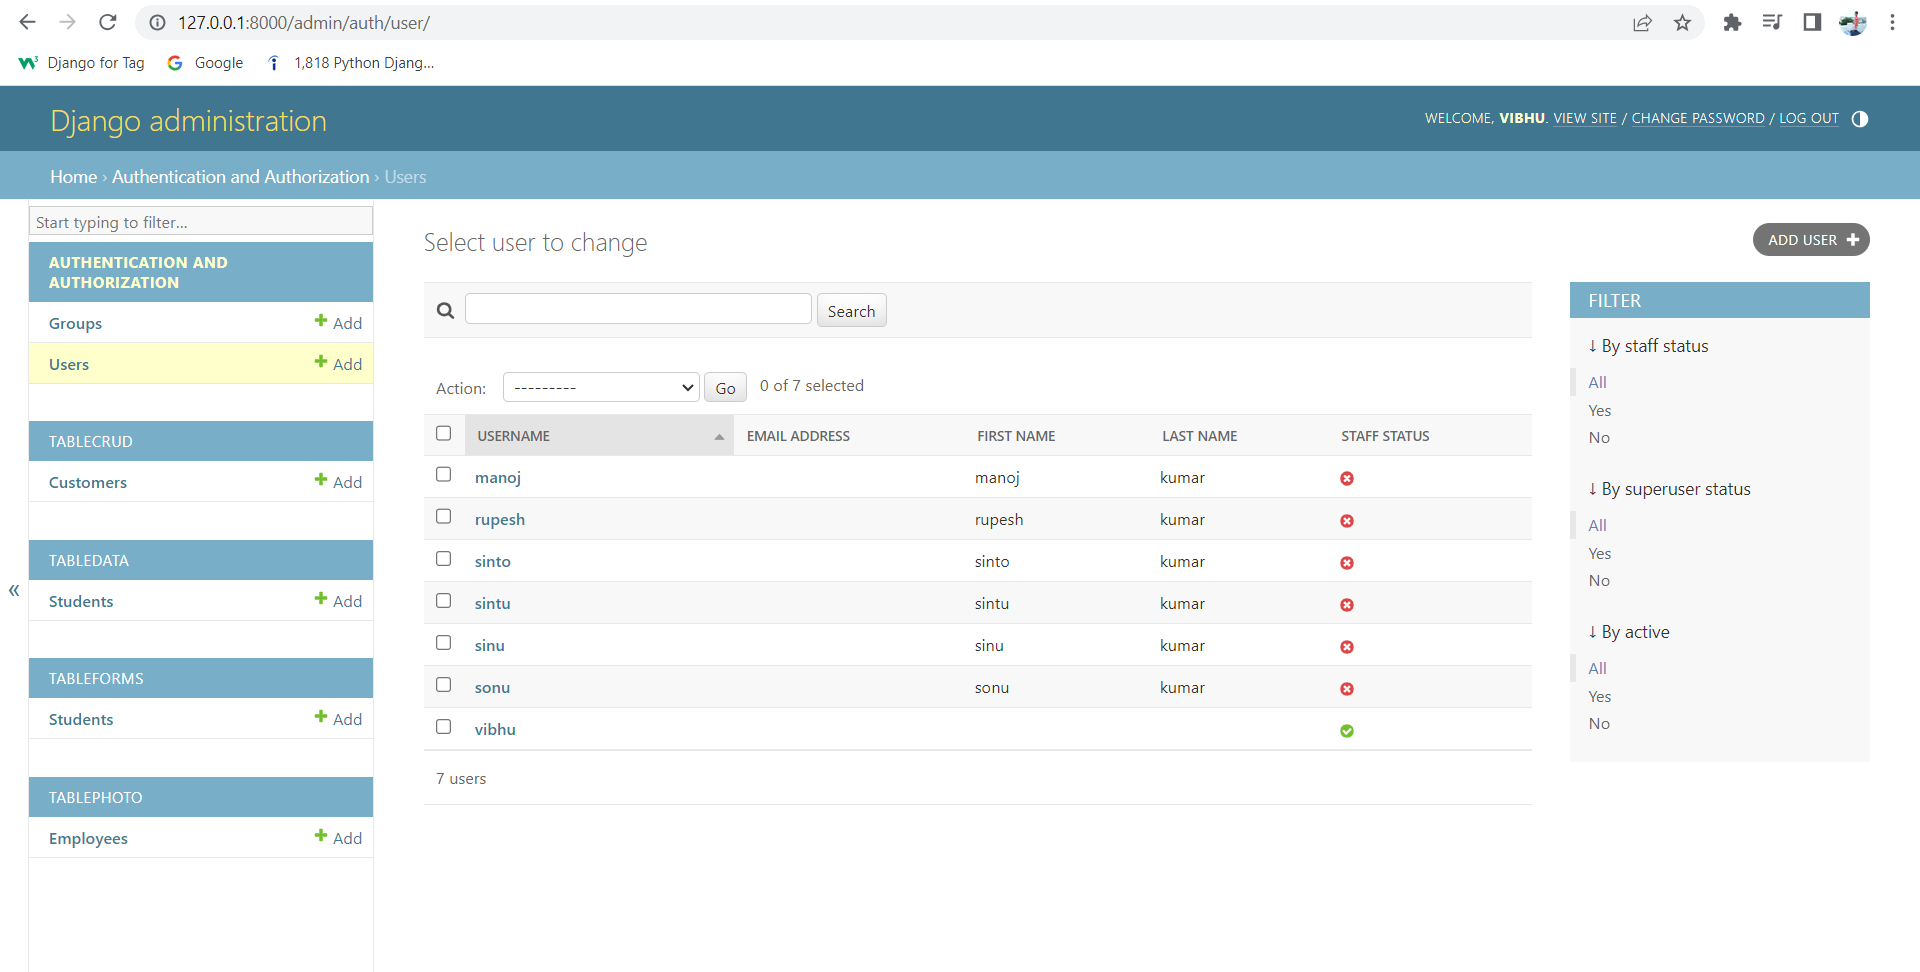 127.0.0.1:8000/admin/auth/user/
Django for Tag Google 1,818 Python Djang...
Django administration
WELCOME, VIBHU. VIEW SITE / CHANGE PASSWORD / LOG OUT
Home › Authentication and Authorization › Users
Start typing to filter...
AUTHENTICATION AND
AUTHORIZATION
Groups Add
Users Add
TABLECRUD
Customers Add
TABLEDATA
Students Add
TABLEFORMS
Students Add
TABLEPHOTO
Employees Add
«
Select user to change
ADD USER
Search
Action: --------- Go 0 of 7 selected
USERNAME EMAIL ADDRESS FIRST NAME LAST NAME STAFF STATUS
manoj manoj kumar
rupesh rupesh kumar
sinto sinto kumar
sintu sintu kumar
sinu sinu kumar
sonu sonu kumar
vibhu
7 users
FILTER
↓ By staff status
All
Yes
No
↓ By superuser status
All
Yes
No
↓ By active
All
Yes
No